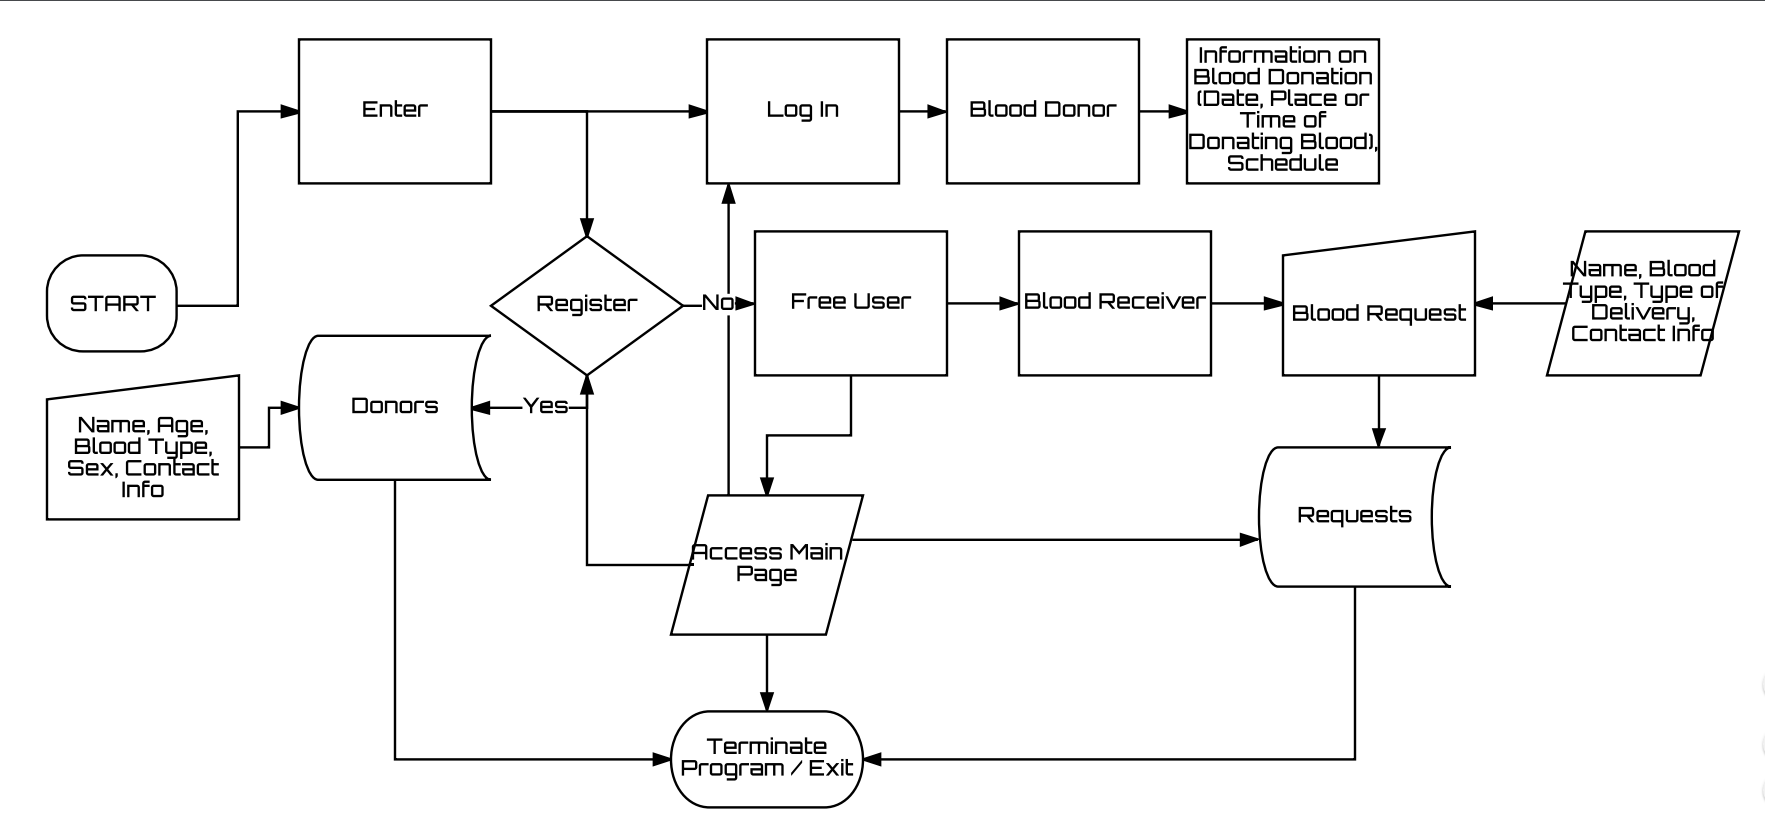 Enter
Log In
Blood Donor
Information on
Blood Donation
(Date, Place or
Time of
Donating Blood),
Schedule
START
Register
No
Free User
Blood Receiver
Blood Request
Name, Blood
Type, Type of
Delivery,
Contact Info
Name, Age,
Blood Type,
Sex, Contact
Info
Donors
Yes
Access Main
Page
Requests
Terminate
Program / Exit